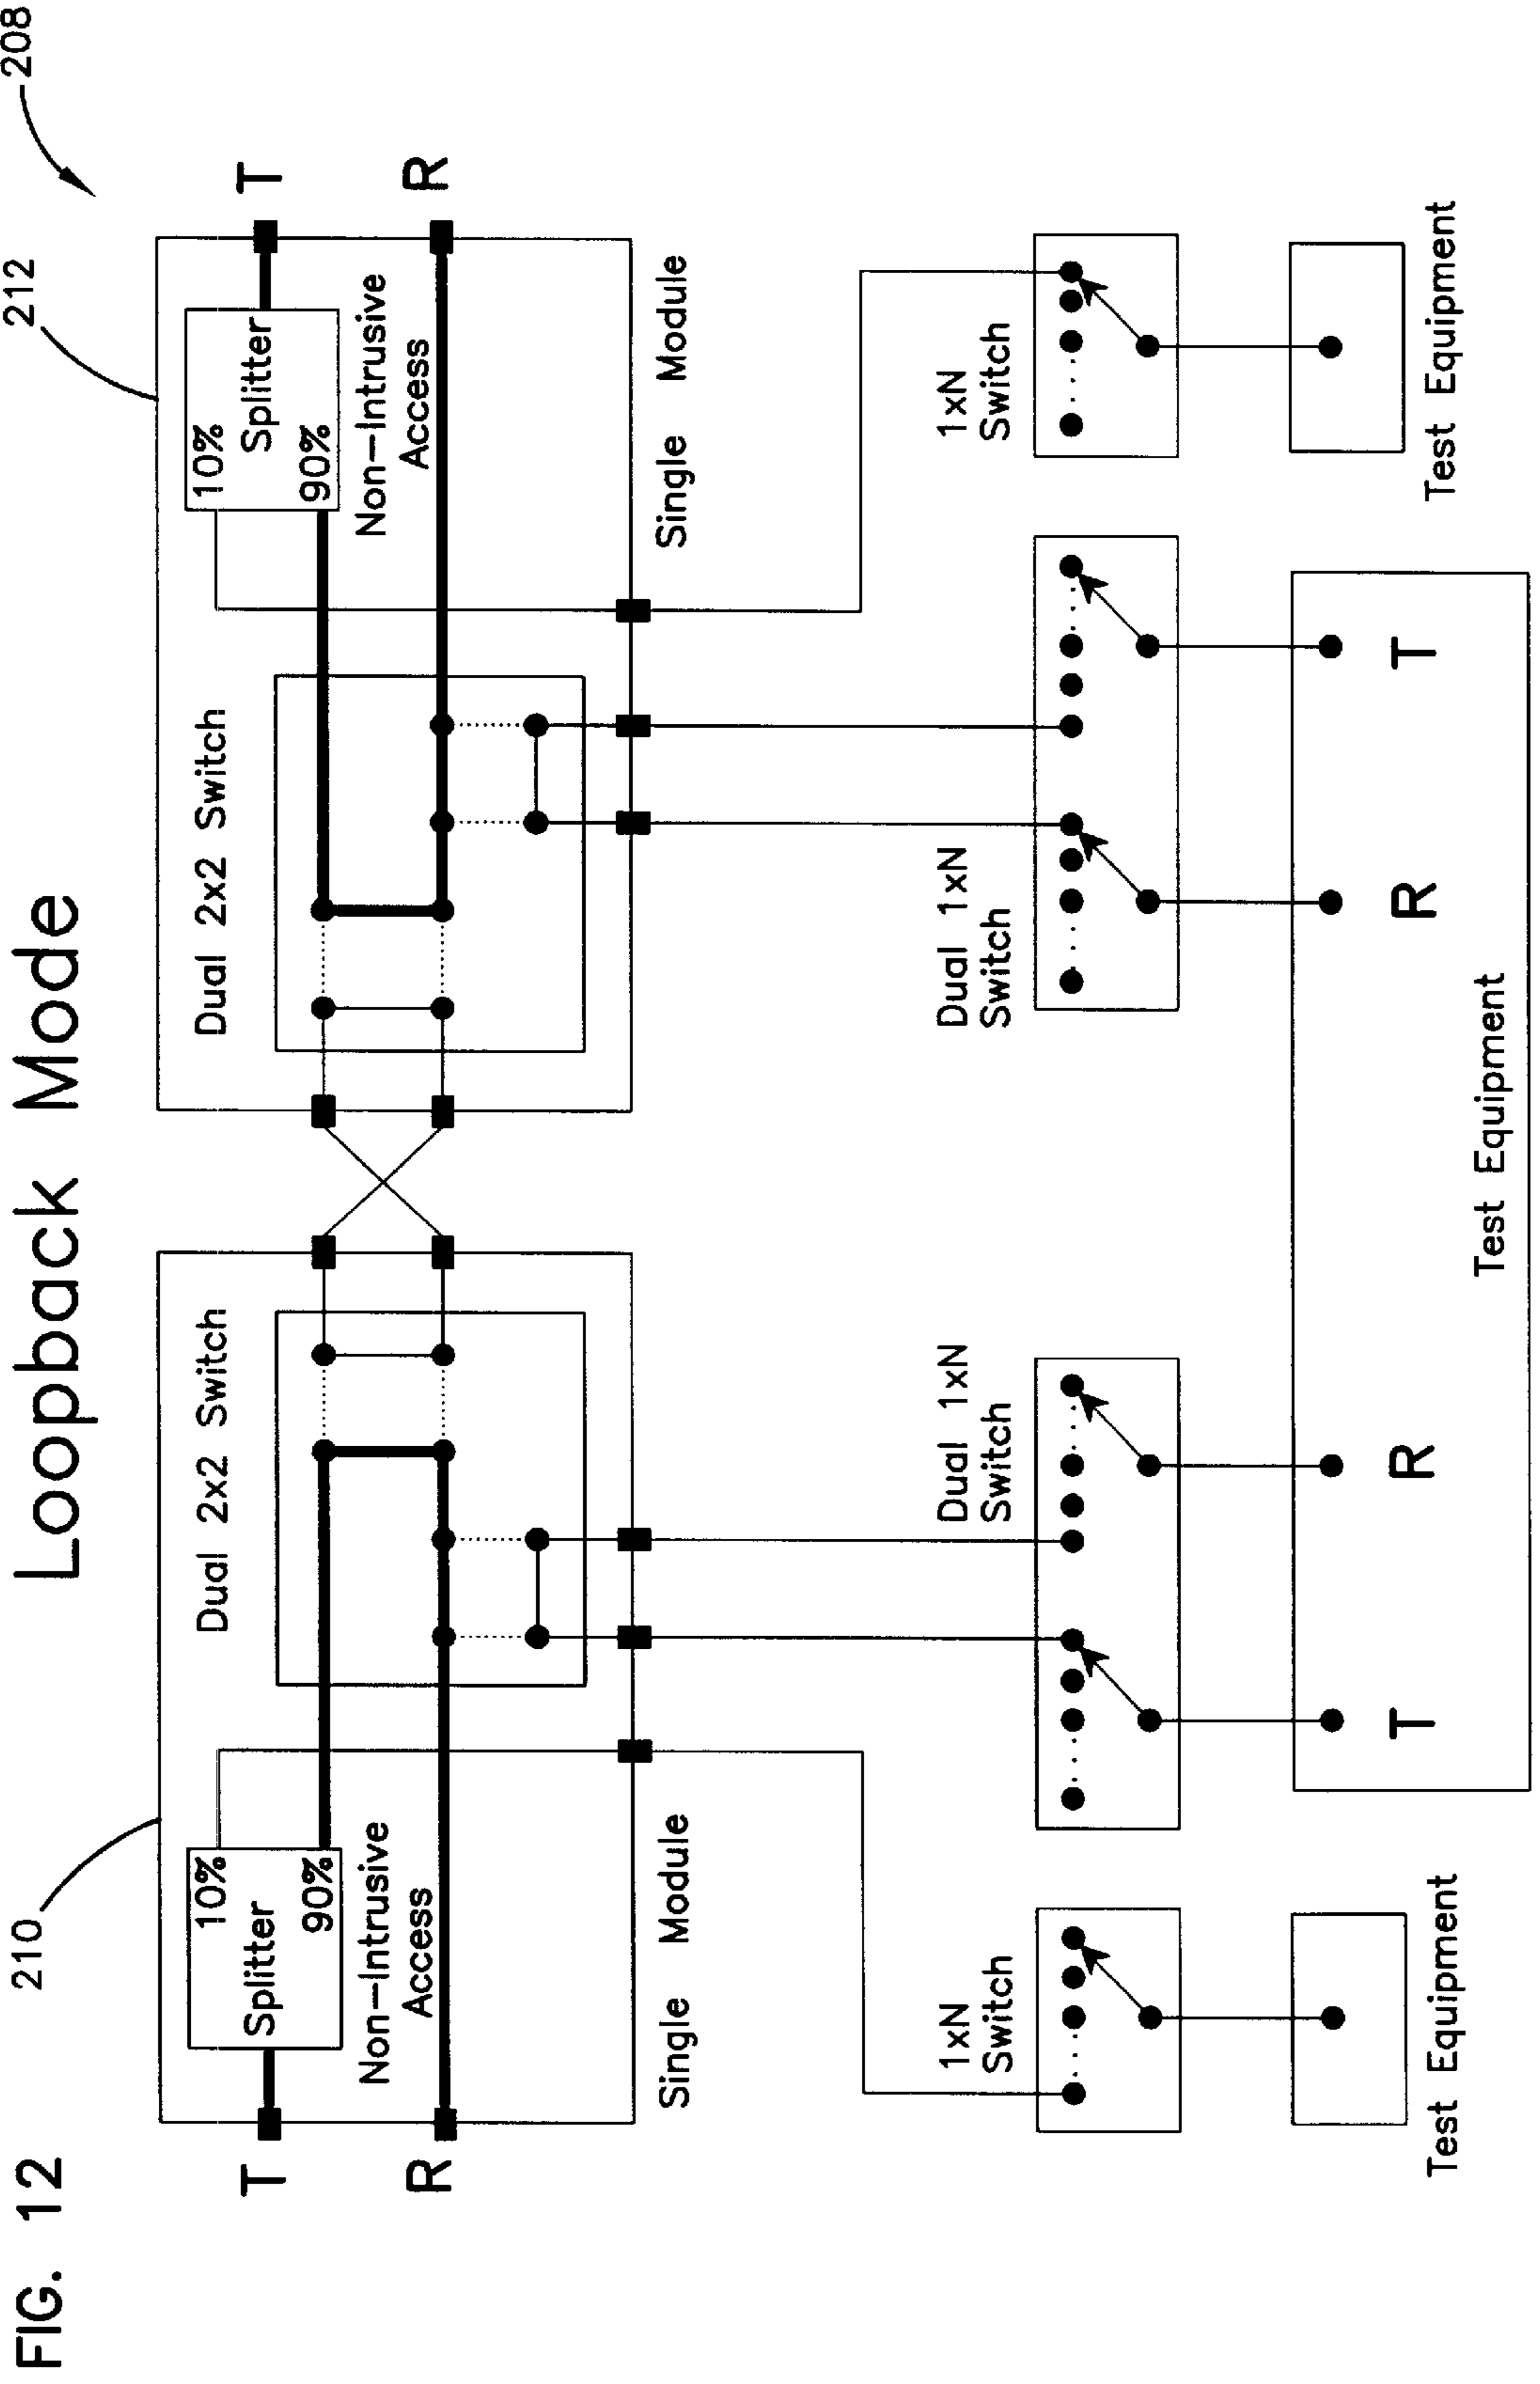 FIG. 12
Loopback Mode
208
210
212
T
R
Splitter
10%
90%
Non-Intrusive
Access
Dual 2x2 Switch
Single Module
Dual 2x2 Switch
10%
90%
Splitter
Non-Intrusive
Access
Single Module
T
R
1xN
Switch
Dual 1xN
Switch
Dual 1xN
Switch
1xN
Switch
T
R
R
T
Test Equipment
Test Equipment
Test Equipment